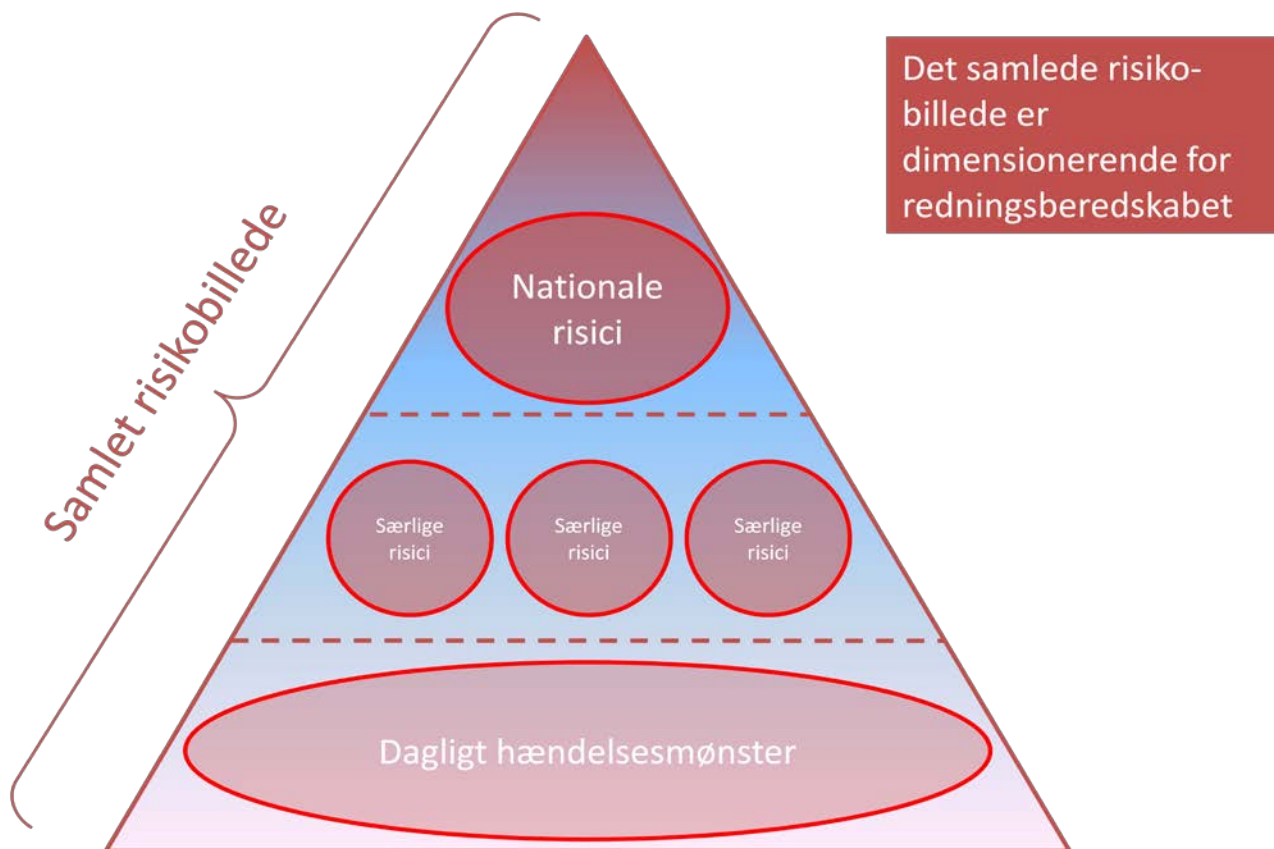 Samlet risikobillede
Det samlede risiko-
billede er
dimensionerende for
redningsberedskabet
Nationale
risici
Særlige
risici
Særlige
risici
Særlige
risici
Dagligt hændelsesmønster